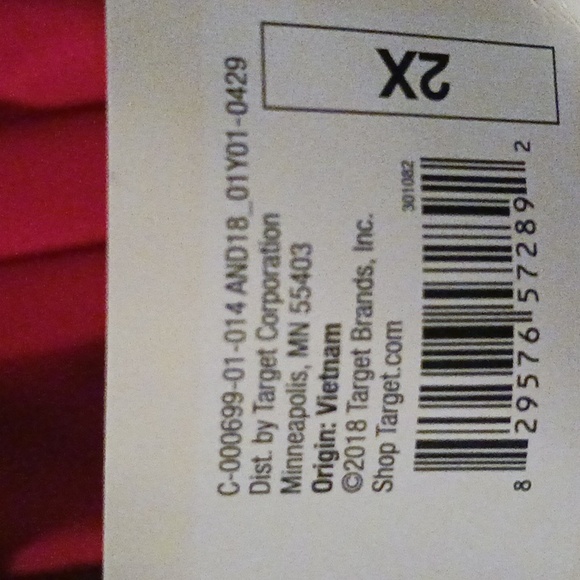 C-000699-01-014 AND18_01Y01-0429
Dist. by Target Corporation
Minneapolis, MN 55403
Origin: Vietnam
©2018 Target Brands, Inc.
Shop Target.com
2X
301082
8 29576 57289 2